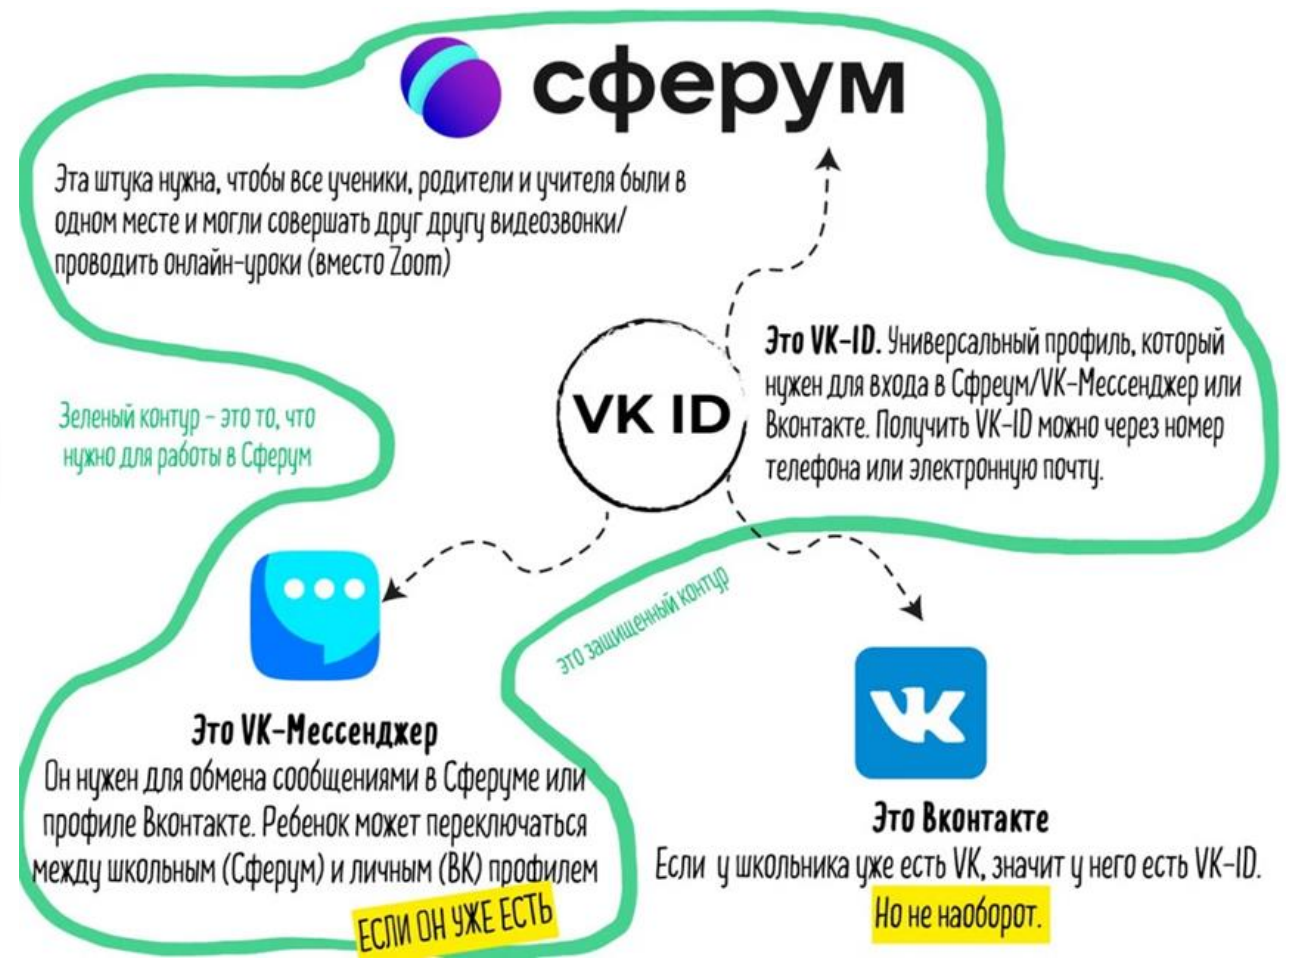 сферум
Эта штука нужна, чтобы все ученики, родители и учителя были в
одном месте и могли совершать друг другу видеозвонки/
проводить онлайн-уроки (вместо Zoom)
VK ID
Это VK-ID. Универсальный профиль, который
нужен для входа в Сфреум/VK-Мессенджер или
Вконтакте. Получить VK-ID можно через номер
телефона или электронную почту.
Зеленый контур – это то, что
нужно для работы в Сферум
это защищенный контур
Это VK-Мессенджер
Он нужен для обмена сообщениями в Сферуме или
профиле Вконтакте. Ребенок может переключаться
между школьным (Сферум) и личным (ВК) профилем
ЕСЛИ ОН УЖЕ ЕСТЬ
VK
Это Вконтакте
Если у школьника уже есть VK, значит у него есть VK-ID.
Но не наоборот.